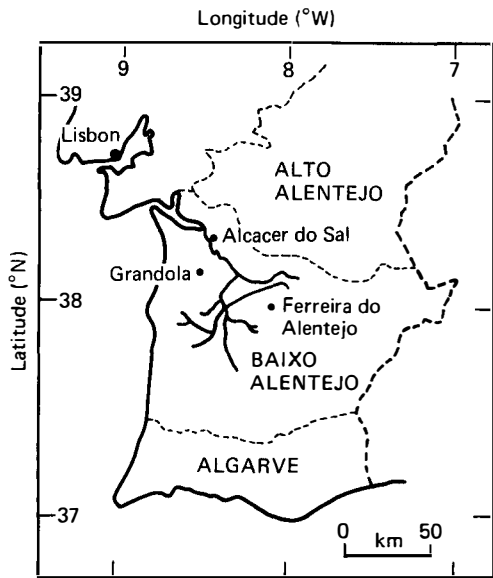 Longitude (°W)
9 8 7
39
Lisbon
ALTO
ALENTEJO
Alcacer do Sal
Grandola
38
Ferreira do
Alentejo
Latitude (°N)
BAIXO
ALENTEJO
ALGARVE
37
0 50
km